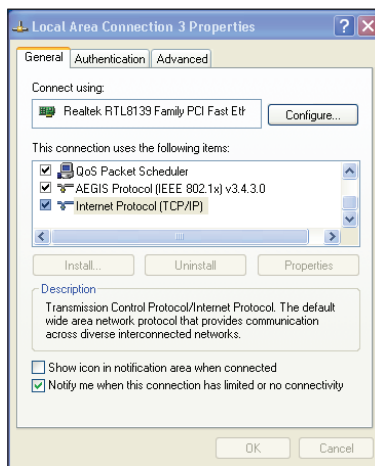 Local Area Connection 3 Properties
General Authentication Advanced
Connect using:
Realtek RTL8139 Family PCI Fast Eth
Configure...
This connection uses the following items:
QoS Packet Scheduler
AEGIS Protocol (IEEE 802.1x) v3.4.3.0
Internet Protocol (TCP/IP)
Install... Uninstall Properties
Description
Transmission Control Protocol/Internet Protocol. The default
wide area network protocol that provides communication
across diverse interconnected networks.
Show icon in notification area when connected
Notify me when this connection has limited or no connectivity
OK Cancel